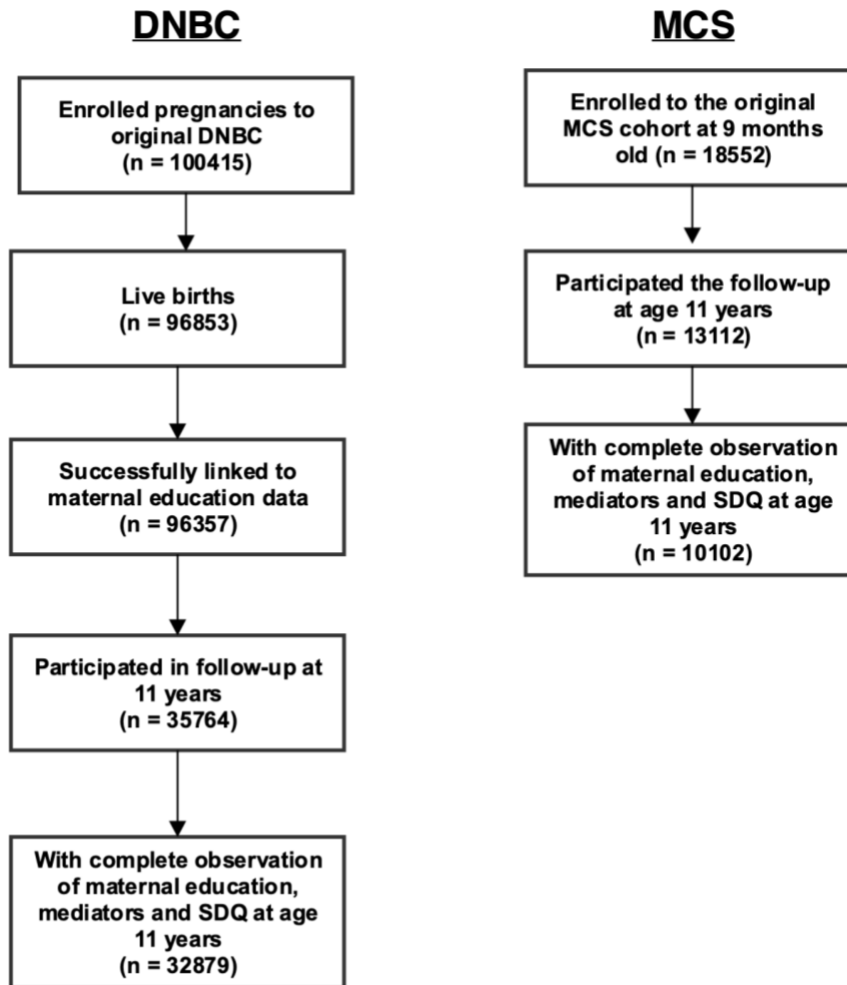 DNBC
Enrolled pregnancies to
original DNBC
(n = 100415)
Live births
(n = 96853)
Successfully linked to
maternal education data
(n = 96357)
Participated in follow-up at
11 years
(n = 35764)
With complete observation
of maternal education,
mediators and SDQ at age
11 years
(n = 32879)
MCS
Enrolled to the original
MCS cohort at 9 months
old (n = 18552)
Participated the follow-up
at age 11 years
(n = 13112)
With complete observation
of maternal education,
mediators and SDQ at age
11 years
(n = 10102)